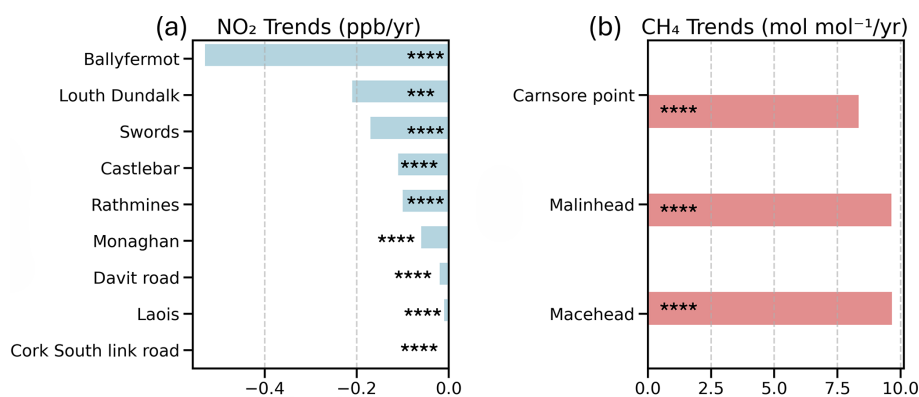 (a) NO₂ Trends (ppb/yr)
Ballyfermot ****
Louth Dundalk ***
Swords ****
Castlebar ****
Rathmines ****
Monaghan ****
Davit road ****
Laois ****
Cork South link road ****
−0.4 −0.2 0.0
(b) CH₄ Trends (mol mol⁻¹/yr)
Carnsore point ****
Malinhead ****
Macehead ****
0.0 2.5 5.0 7.5 10.0